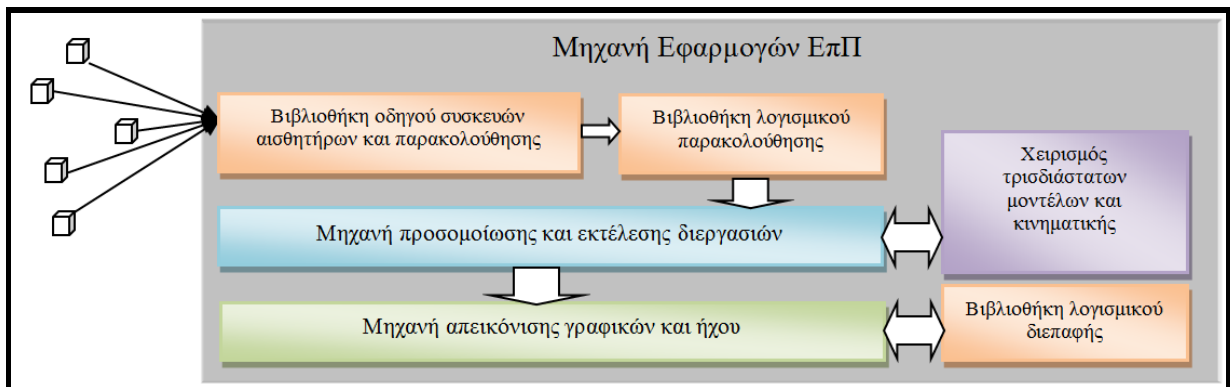 Μηχανή Εφαρμογών ΕπΠ
Βιβλιοθήκη οδηγού συσκευών
αισθητήρων και παρακολούθησης
Βιβλιοθήκη λογισμικού
παρακολούθησης
Χειρισμός
τρισδιάστατων
μοντέλων και
κινηματικής
Μηχανή προσομοίωσης και εκτέλεσης διεργασιών
Μηχανή απεικόνισης γραφικών και ήχου
Βιβλιοθήκη λογισμικού
διεπαφής